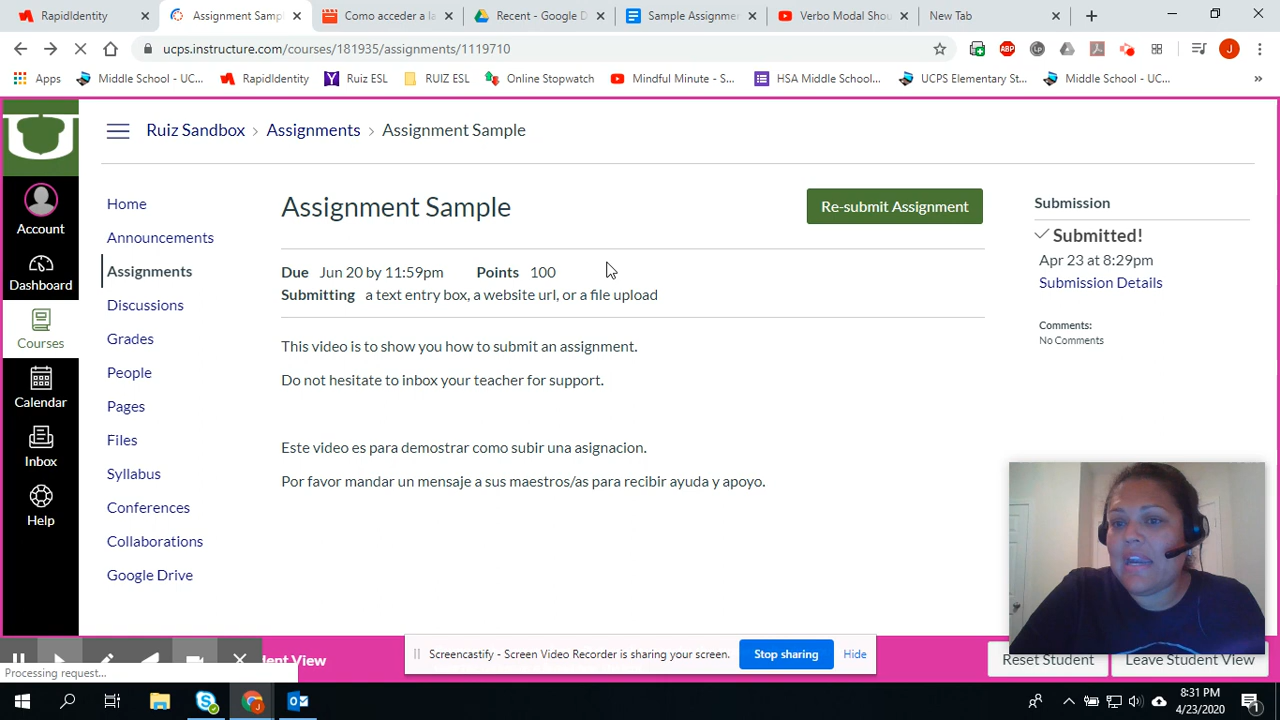 RapidIdentity
Assignment Samp
Como acceder a la
Recent - Google D
Sample Assignme
Verbo Modal Shou
New Tab
ucps.instructure.com/courses/181935/assignments/1119710
ABP
Lp
J
Apps
Middle School - UC...
RapidIdentity
Ruiz ESL
RUIZ ESL
Online Stopwatch
Mindful Minute - S...
HSA Middle School...
UCPS Elementary St...
Middle School - UC...
»
Ruiz Sandbox > Assignments > Assignment Sample
Account
Dashboard
Courses
Calendar
Inbox
Help
Home
Announcements
Assignments
Discussions
Grades
People
Pages
Files
Syllabus
Conferences
Collaborations
Google Drive
Assignment Sample
Re-submit Assignment
Due Jun 20 by 11:59pm Points 100
Submitting a text entry box, a website url, or a file upload
This video is to show you how to submit an assignment.
Do not hesitate to inbox your teacher for support.
Este video es para demostrar como subir una asignacion.
Por favor mandar un mensaje a sus maestros/as para recibir ayuda y apoyo.
Submission
Submitted!
Apr 23 at 8:29pm
Submission Details
Comments:
No Comments
dent View
Screencastify - Screen Video Recorder is sharing your screen.
Stop sharing
Hide
Reset Student
Leave Student View
Processing request...
8:31 PM
4/23/2020
1